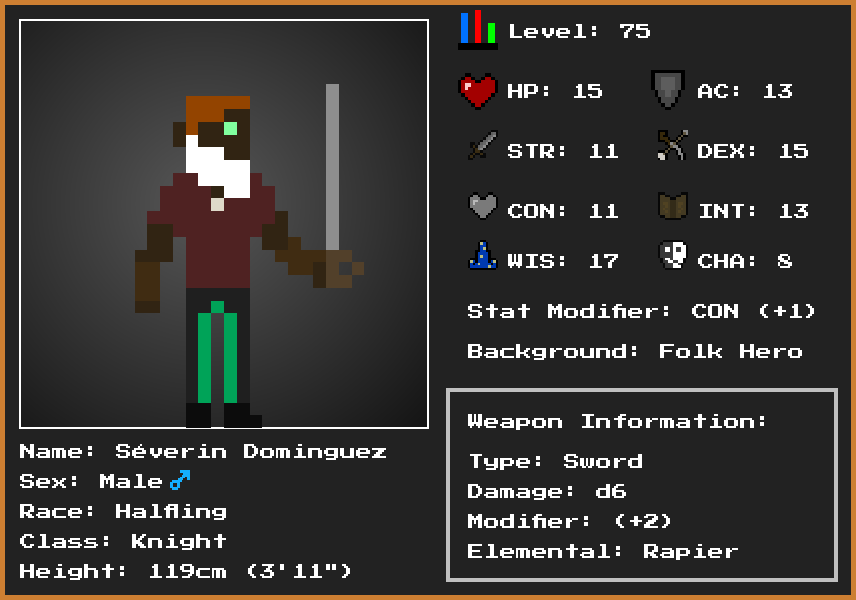 Level: 75
HP: 15 AC: 13
STR: 11 DEX: 15
CON: 11 INT: 13
WIS: 17 CHA: 8
Stat Modifier: CON (+1)
Background: Folk Hero
Weapon Information:
Type: Sword
Damage: d6
Modifier: (+2)
Elemental: Rapier
Name: Séverin Dominguez
Sex: Male ♂
Race: Halfling
Class: Knight
Height: 119cm (3'11")